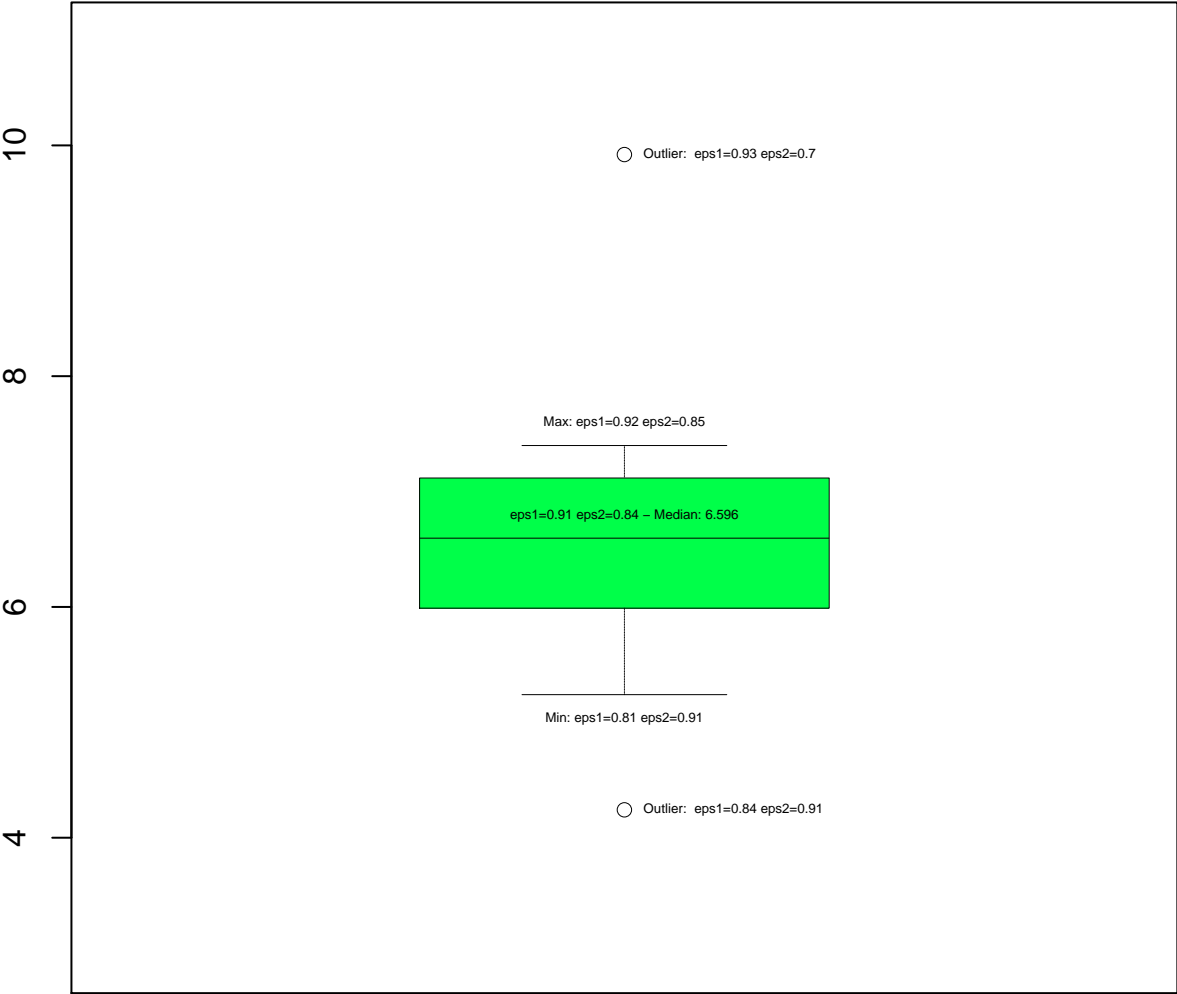 10
Outlier:  eps1=0.93 eps2=0.7
8
Max: eps1=0.92 eps2=0.85
eps1=0.91 eps2=0.84 – Median: 6.596
6
Min: eps1=0.81 eps2=0.91
Outlier:  eps1=0.84 eps2=0.91
4